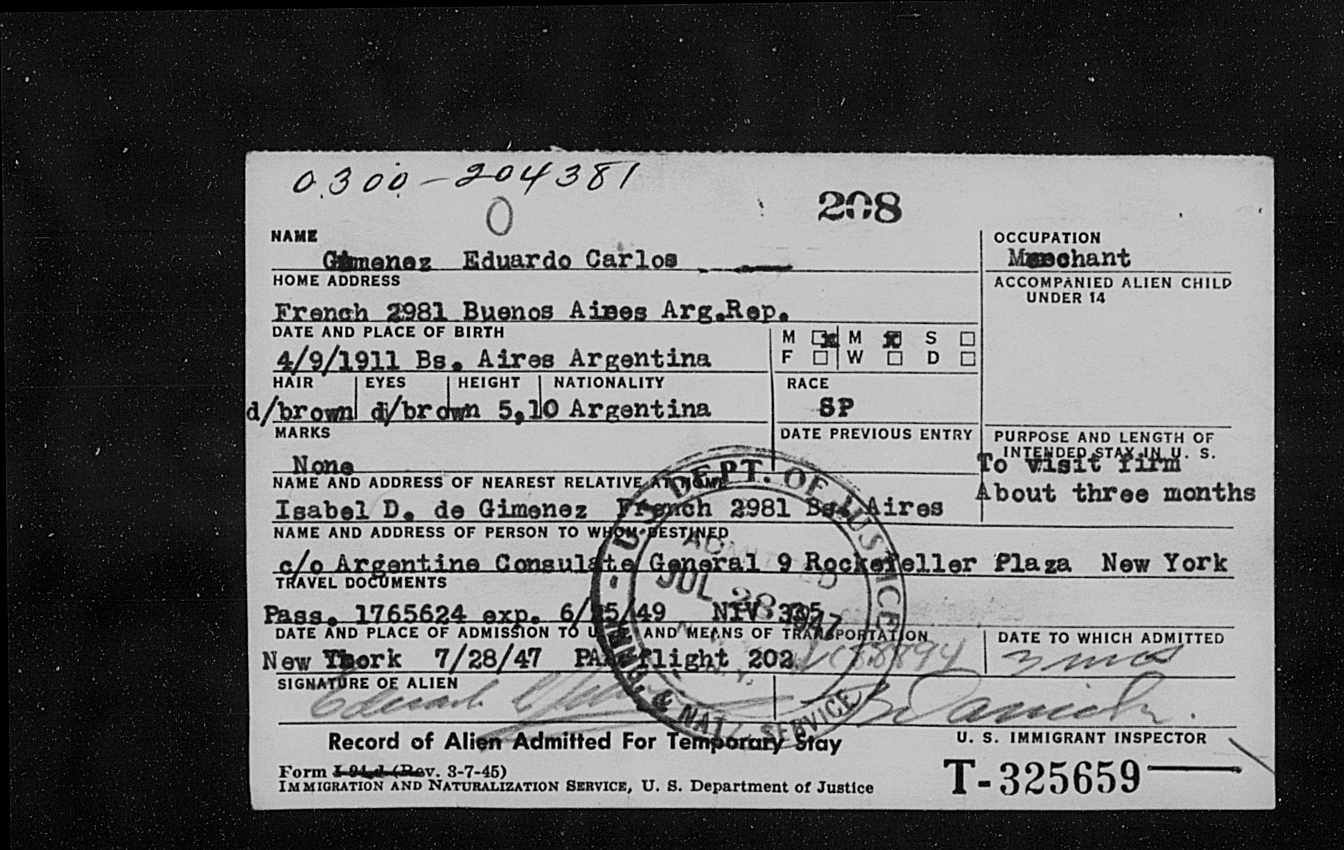 0300-204381
0
208
NAME
Gimenez Eduardo Carlos
OCCUPATION
Merchant
HOME ADDRESS
French 2981 Buenos Aires Arg.Rep.
ACCOMPANIED ALIEN CHILD
UNDER 14
DATE AND PLACE OF BIRTH
4/9/1911 Bs. Aires Argentina
M x M x S
F W D
HAIR EYES HEIGHT NATIONALITY
d/brown d/brown 5,10 Argentina
RACE
SP
MARKS
None
DATE PREVIOUS ENTRY
PURPOSE AND LENGTH OF
INTENDED STAY IN U. S.
To visit firm
About three months
NAME AND ADDRESS OF NEAREST RELATIVE AT HOME
Isabel D. de Gimenez French 2981 Bs. Aires
NAME AND ADDRESS OF PERSON TO WHOM DESTINED
c/o Argentine Consulate General 9 Rockefeller Plaza New York
TRAVEL DOCUMENTS
Pass. 1765624 exp. 6/25/49 NIV 335
DATE AND PLACE OF ADMISSION TO U. S. AND MEANS OF TRANSPORTATION
New York 7/28/47 PAA flight 202
DATE TO WHICH ADMITTED
3 mos
U. S. DEPT. OF JUSTICE
ADMITTED
JUL 28 1947
N.Y.
IMMG. & NATZ. SERVICE
SIGNATURE OF ALIEN
Record of Alien Admitted For Temporary Stay
U. S. IMMIGRANT INSPECTOR
Form I-94d (Rev. 3-7-45)
IMMIGRATION AND NATURALIZATION SERVICE, U. S. Department of Justice
T-325659